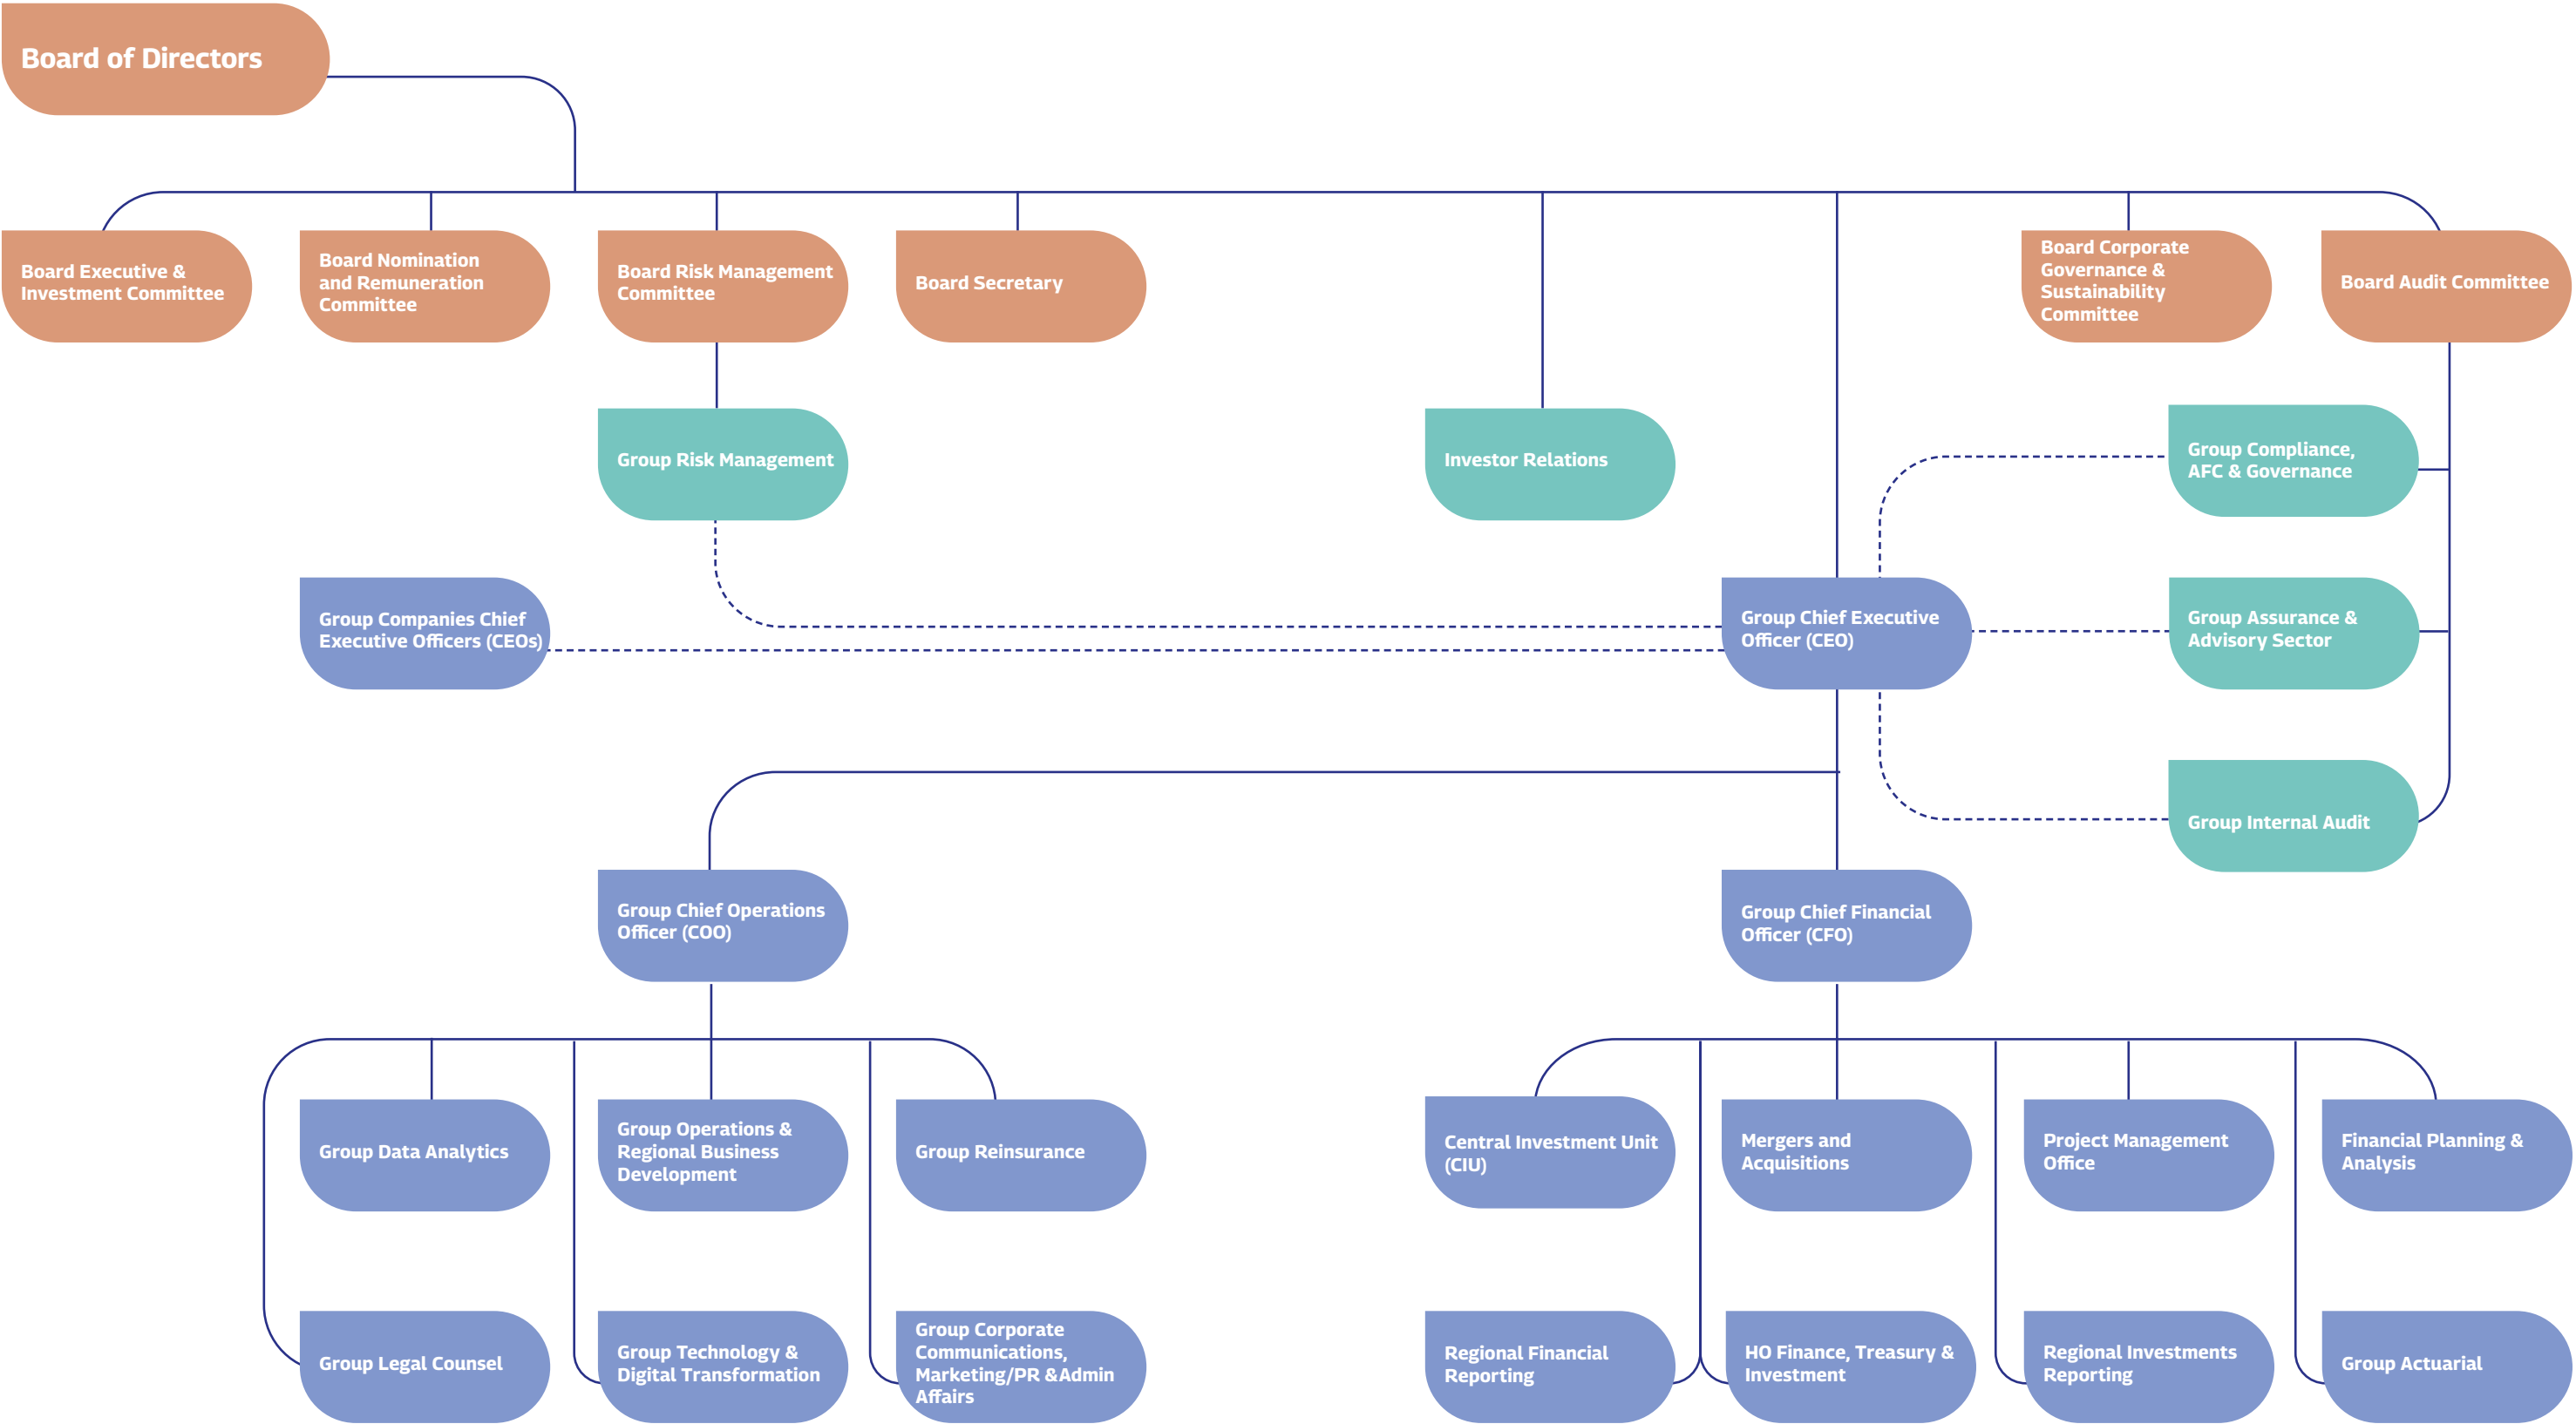 Board of Directors
Board Executive &
Investment Committee
Board Nomination
and Remuneration
Committee
Board Risk Management
Committee
Board Secretary
Board Corporate
Governance &
Sustainability
Committee
Board Audit Committee
Group Risk Management
Investor Relations
Group Compliance,
AFC & Governance
Group Companies Chief
Executive Officers (CEOs)
Group Chief Executive
Officer (CEO)
Group Assurance &
Advisory Sector
Group Internal Audit
Group Chief Operations
Officer (COO)
Group Chief Financial
Officer (CFO)
Group Data Analytics
Group Operations &
Regional Business
Development
Group Reinsurance
Central Investment Unit
(CIU)
Mergers and
Acquisitions
Project Management
Office
Financial Planning &
Analysis
Group Legal Counsel
Group Technology &
Digital Transformation
Group Corporate
Communications,
Marketing/PR &Admin
Affairs
Regional Financial
Reporting
HO Finance, Treasury &
Investment
Regional Investments
Reporting
Group Actuarial